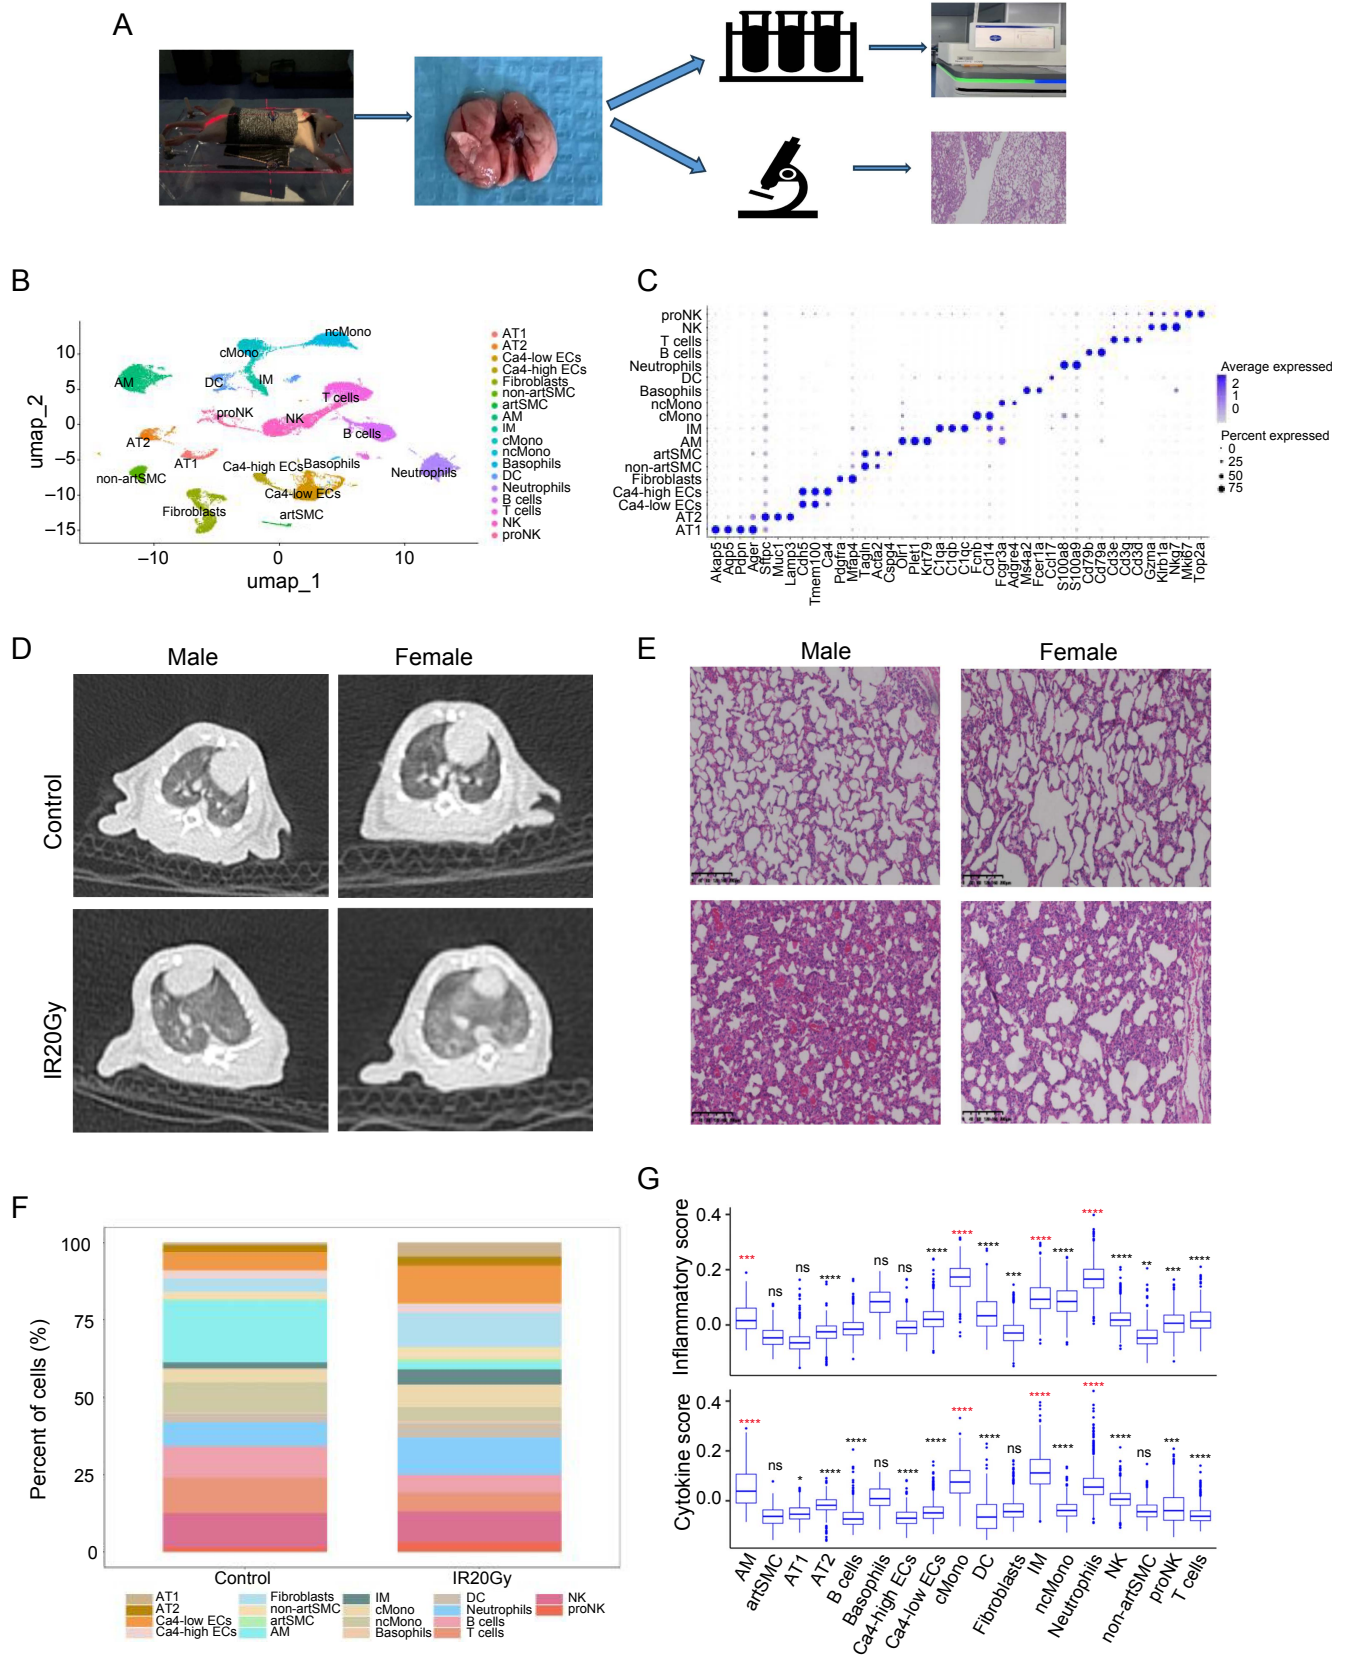 A
B
umap_2
10
5
0
−5
−10
−15
−10
0
10
umap_1
ncMono
cMono
AM
DC
IM
T cells
proNK
NK
B cells
AT2
AT1
Ca4-high ECs
Basophils
Neutrophils
non-artSMC
Ca4-low ECs
Fibroblasts
artSMC
AT1
AT2
Ca4-low ECs
Ca4-high ECs
Fibroblasts
non-artSMC
artSMC
AM
IM
cMono
ncMono
Basophils
DC
Neutrophils
B cells
T cells
NK
proNK
C
proNK
NK
T cells
B cells
Neutrophils
DC
Basophils
ncMono
cMono
IM
AM
artSMC
non-artSMC
Fibroblasts
Ca4-high ECs
Ca4-low ECs
AT2
AT1
Akap5
Aqp5
Pdpn
Ager
Sftpc
Muc1
Lamp3
Cdh5
Tmem100
Ca4
Pdgfra
Mfap4
Tagln
Acta2
Cspg4
Olr1
Plet1
Krt79
C1qa
C1qb
C1qc
Fcnb
Cd14
Fcgr3a
Adgre4
Ms4a2
Fcer1a
Ccl17
S100a8
S100a9
Cd79b
Cd79a
Cd3e
Cd3g
Cd3d
Gzma
Klrb1a
Nkg7
Mki67
Top2a
Average expressed
2
1
0
Percent expressed
0
25
50
75
D
Male
Female
Control
IR20Gy
E
Male
Female
F
Percent of cells (%)
100
75
50
25
0
Control
IR20Gy
AT1
AT2
Ca4-low ECs
Ca4-high ECs
Fibroblasts
non-artSMC
artSMC
AM
IM
cMono
ncMono
Basophils
DC
Neutrophils
B cells
T cells
NK
proNK
G
Inflammatory score
0.4
0.2
0.0
*** ns ns **** ns ns **** **** **** *** **** **** **** **** ** *** ****
Cytokine score
0.4
0.2
0.0
**** ns * **** **** ns **** **** **** **** ns **** **** **** **** ns *** ****
AM
artSMC
AT1
AT2
B cells
Basophils
Ca4-high ECs
Ca4-low ECs
cMono
DC
Fibroblasts
IM
ncMono
Neutrophils
NK
non-artSMC
proNK
T cells